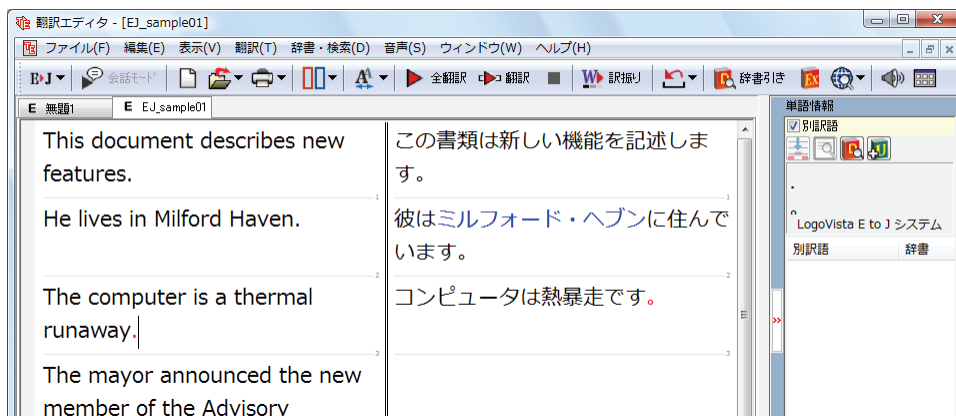 翻訳エディタ - [EJ_sample01]
ファイル(F) 編集(E) 表示(V) 翻訳(T) 辞書・検索(D) 音声(S) ウィンドウ(W) ヘルプ(H)
E▸J 会話モード 全翻訳 翻訳 訳振り 辞書引き
E 無題1 E EJ_sample01
単語情報
別訳語
This document describes new
features.
1
この書類は新しい機能を記述しま
す。
1
He lives in Milford Haven.
2
彼はミルフォード・ヘブンに住んで
います。
2
The computer is a thermal
runaway.
3
コンピュータは熱暴走です。
3
The mayor announced the new
member of the Advisory
.
。
LogoVista E to J システム
別訳語 辞書